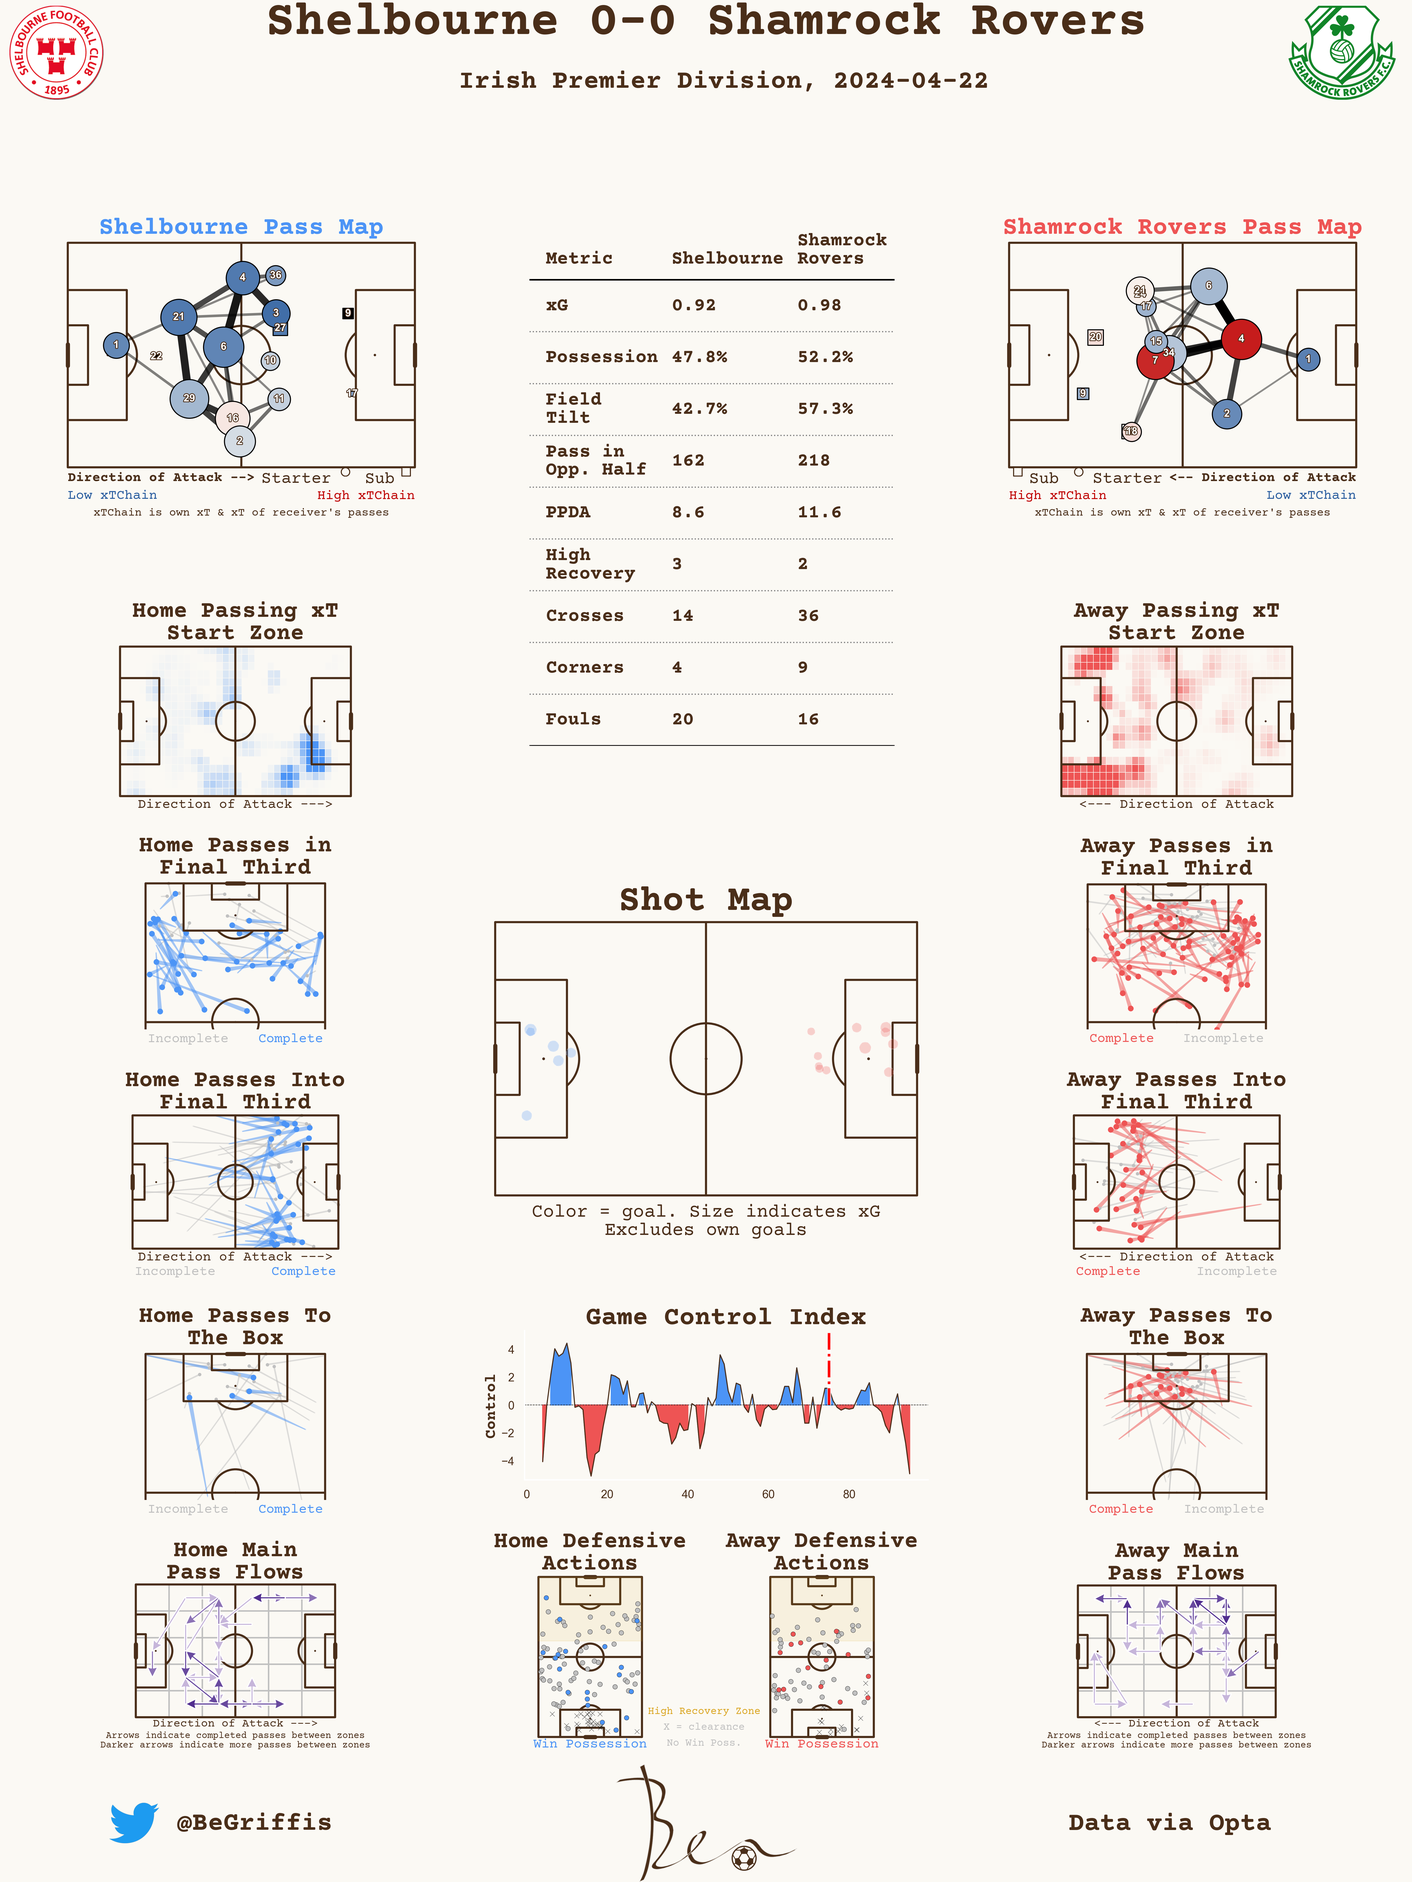 Shelbourne 0-0 Shamrock Rovers
Irish Premier Division, 2024-04-22
SHELBOURNE FOOTBALL CLUB
1895
SHAMROCK ROVERS F.C.
Shelbourne Pass Map
4
36
21
3
27
9
1
22
6
10
29
11
17
16
2
Direction of Attack --> Starter Sub
Low xTChain High xTChain
xTChain is own xT & xT of receiver's passes
Metric Shelbourne Shamrock Rovers
xG 0.92 0.98
Possession 47.8% 52.2%
Field Tilt 42.7% 57.3%
Pass in Opp. Half 162 218
PPDA 8.6 11.6
High Recovery 3 2
Crosses 14 36
Corners 4 9
Fouls 20 16
Shamrock Rovers Pass Map
6
21
17
20
15
34
4
7
1
9
2
18
Sub Starter <-- Direction of Attack
High xTChain Low xTChain
xTChain is own xT & xT of receiver's passes
Home Passing xT
Start Zone
Direction of Attack --->
Away Passing xT
Start Zone
<--- Direction of Attack
Home Passes in
Final Third
Incomplete Complete
Away Passes in
Final Third
Complete Incomplete
Shot Map
Color = goal. Size indicates xG
Excludes own goals
Home Passes Into
Final Third
Direction of Attack --->
Incomplete Complete
Away Passes Into
Final Third
<--- Direction of Attack
Complete Incomplete
Home Passes To
The Box
Incomplete Complete
Game Control Index
Control
4
2
0
−2
−4
0 20 40 60 80
Away Passes To
The Box
Complete Incomplete
Home Main
Pass Flows
Direction of Attack --->
Arrows indicate completed passes between zones
Darker arrows indicate more passes between zones
Home Defensive
Actions
Win Possession
High Recovery Zone
X = clearance
No Win Poss.
Away Defensive
Actions
Win Possession
Away Main
Pass Flows
<--- Direction of Attack
Arrows indicate completed passes between zones
Darker arrows indicate more passes between zones
@BeGriffis
Ben
Data via Opta